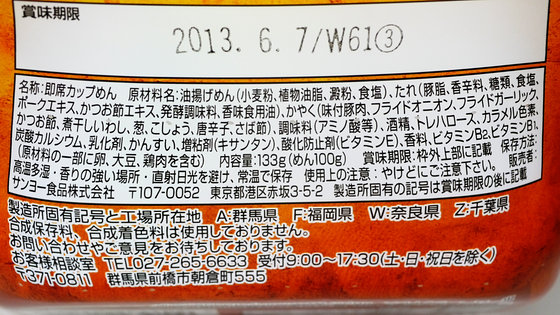 賞味期限
2013. 6. 7/W61③
名称:即席カップめん 原材料名:油揚げめん(小麦粉、植物油脂、澱粉、食塩)、たれ(豚脂、香辛料、糖類、食塩、
ポークエキス、かつお節エキス、発酵調味料、香味食用油)、かやく(味付豚肉、フライドオニオン、フライドガーリック、
かつお節、煮干しいわし、葱、こしょう、唐辛子、さば節)、調味料(アミノ酸等)、酒精、トレハロース、カラメル色素、
炭酸カルシウム、乳化剤、かんすい、増粘剤(キサンタン)、酸化防止剤(ビタミンE)、香料、ビタミンB2、ビタミンB1、
(原材料の一部に卵、大豆、鶏肉を含む) 内容量:133g(めん100g) 賞味期限:枠外上部に記載 保存方法:
高温多湿・香りの強い場所・直射日光を避け、常温で保存 使用上の注意:やけどにご注意下さい。 販売者:
サンヨー食品株式会社 〒107-0052 東京都港区赤坂3-5-2 製造所固有の記号は賞味期限の後に記載
製造所固有記号と工場所在地 A:群馬県 F:福岡県 W:奈良県 Z:千葉県
合成保存料、合成着色料は使用しておりません。
お問い合わせやご意見をお待ちしております。
お客様相談室 TEL027-265-6633 受付9:00~17:30(土・日・祝日を除く)
〒371-0811 群馬県前橋市朝倉町555